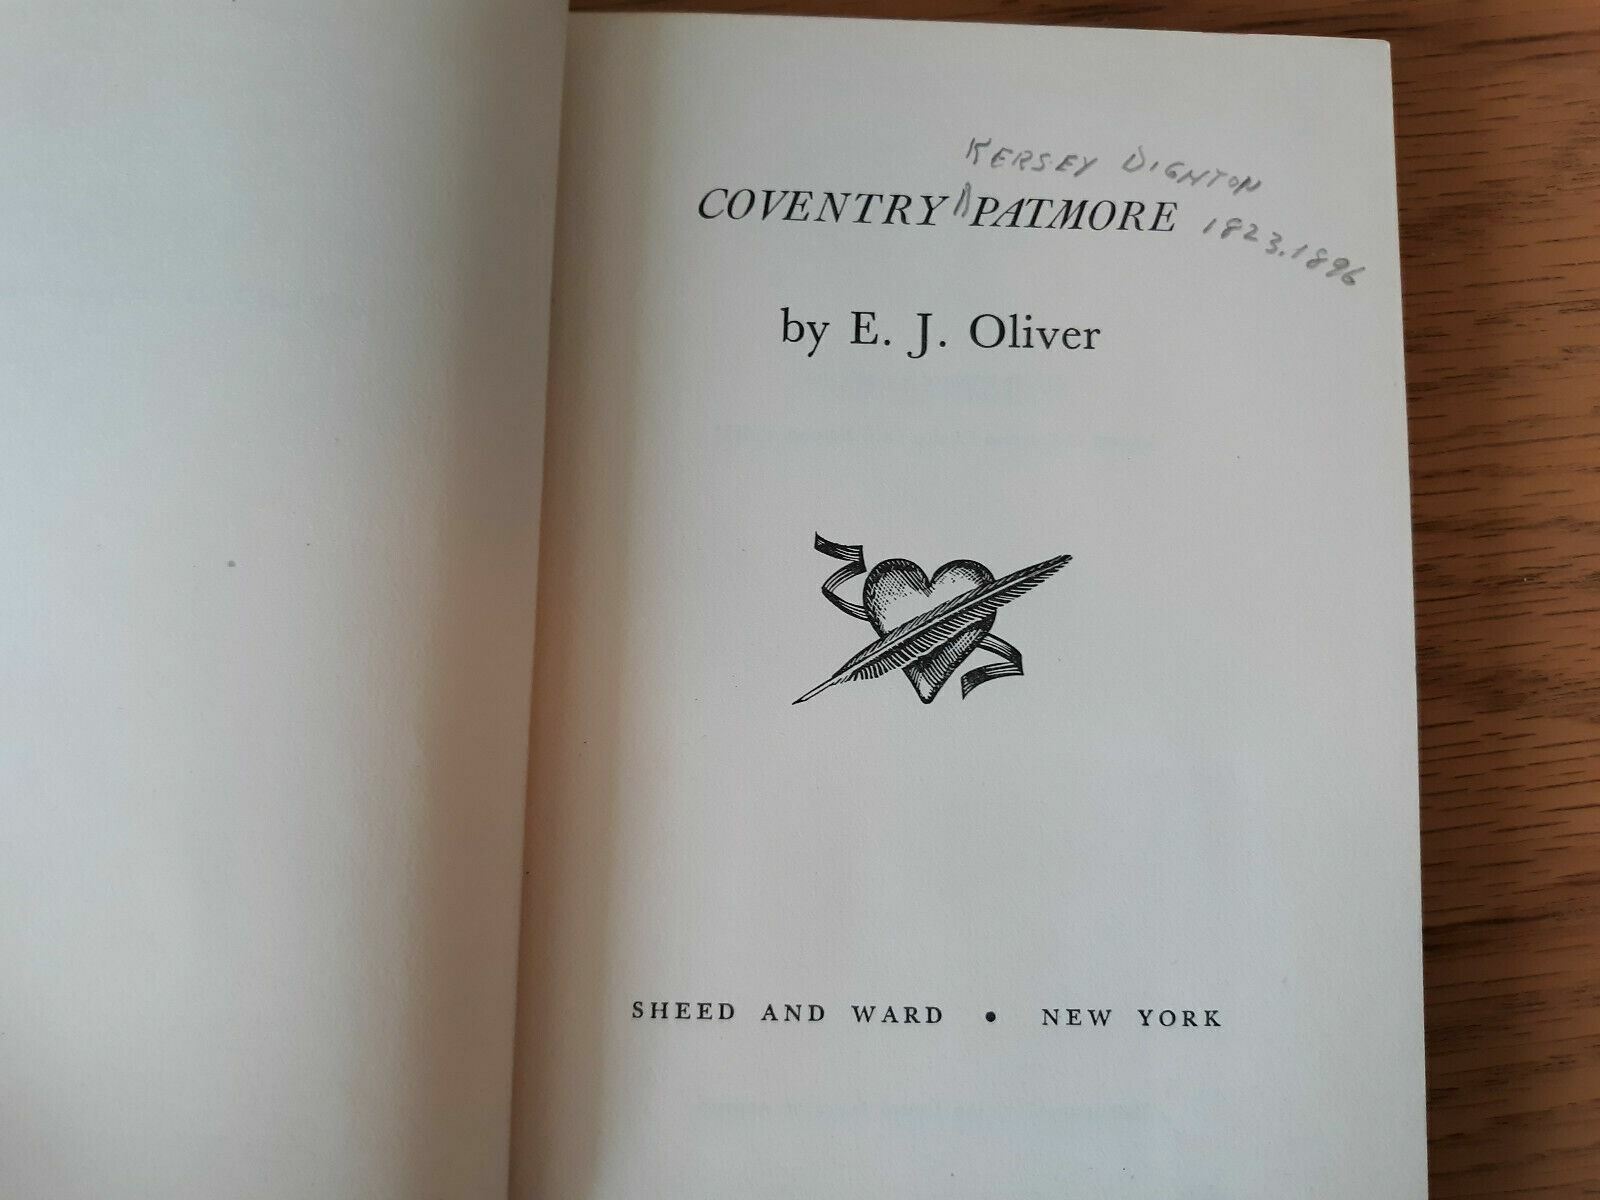 KERSEY DIGHTON
COVENTRY ∧ PATMORE 1823.1896
by E. J. Oliver
SHEED AND WARD • NEW YORK